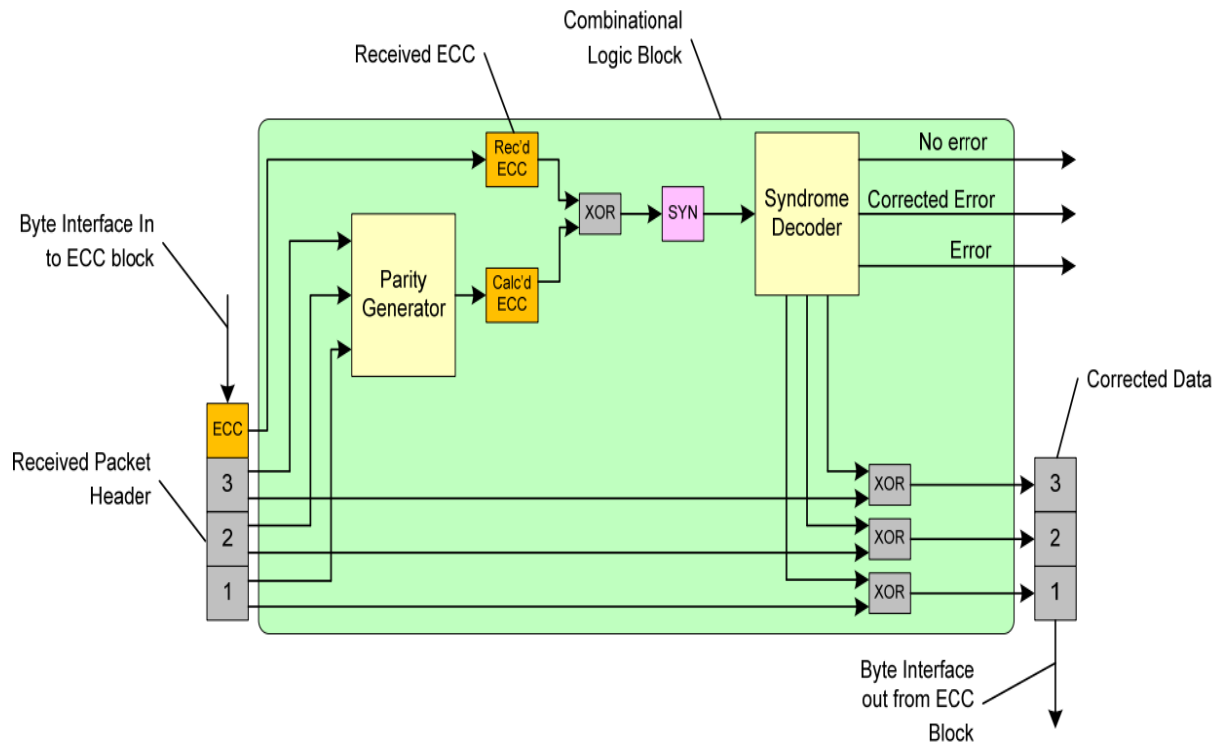 Combinational
Logic Block
Received ECC
Rec'd
ECC
No error
XOR
SYN
Syndrome
Decoder
Corrected Error
Byte Interface In
to ECC block
Error
Parity
Generator
Calc'd
ECC
Corrected Data
ECC
Received Packet
Header
3
XOR
3
2
XOR
2
1
XOR
1
Byte Interface
out from ECC
Block